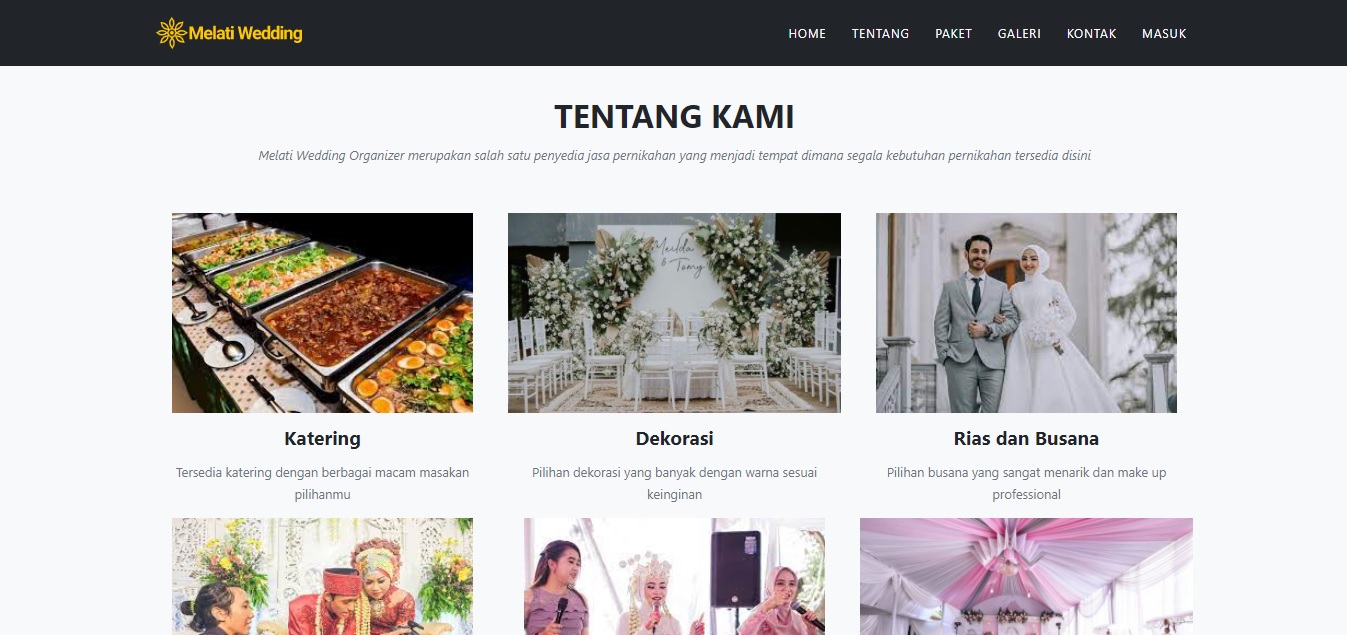 Melati Wedding
HOME TENTANG PAKET GALERI KONTAK MASUK
TENTANG KAMI
Melati Wedding Organizer merupakan salah satu penyedia jasa pernikahan yang menjadi tempat dimana segala kebutuhan pernikahan tersedia disini
Meilda
& Tomy
Katering
Tersedia katering dengan berbagai macam masakan
pilihanmu
Dekorasi
Pilihan dekorasi yang banyak dengan warna sesuai
keinginan
Rias dan Busana
Pilihan busana yang sangat menarik dan make up
professional